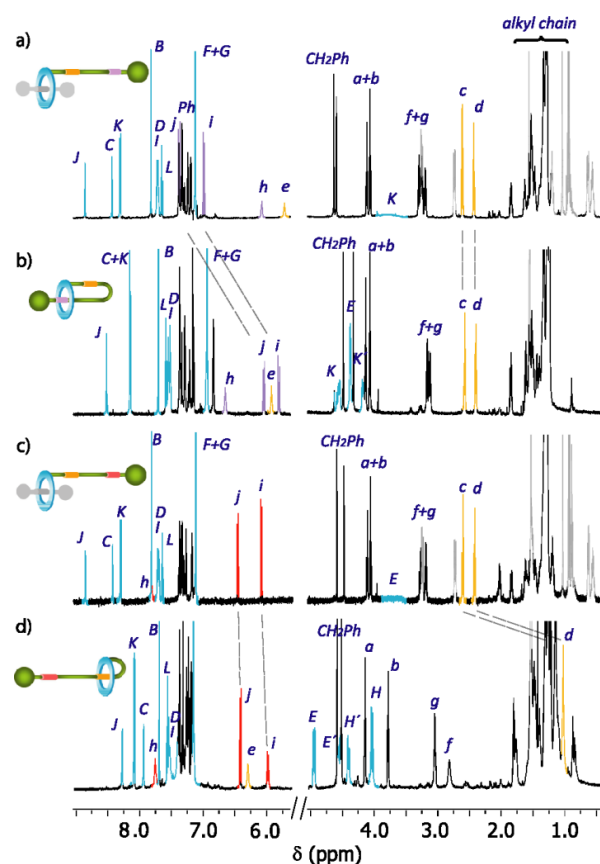 alkyl chain
a) B F+G CH2Ph a+b c d
J C K D I L Ph j i h e f+g K
b) C+K B F+G CH2Ph a+b c d
J L D I h j e i K E K' f+g
c) B F+G CH2Ph a+b c d
J C K h D I L j i E f+g
d) K B CH2Ph a b d
J C h L D I j e i E E´ H´ H g f
8.0 7.0 6.0 4.0 3.0 2.0 1.0
δ (ppm)